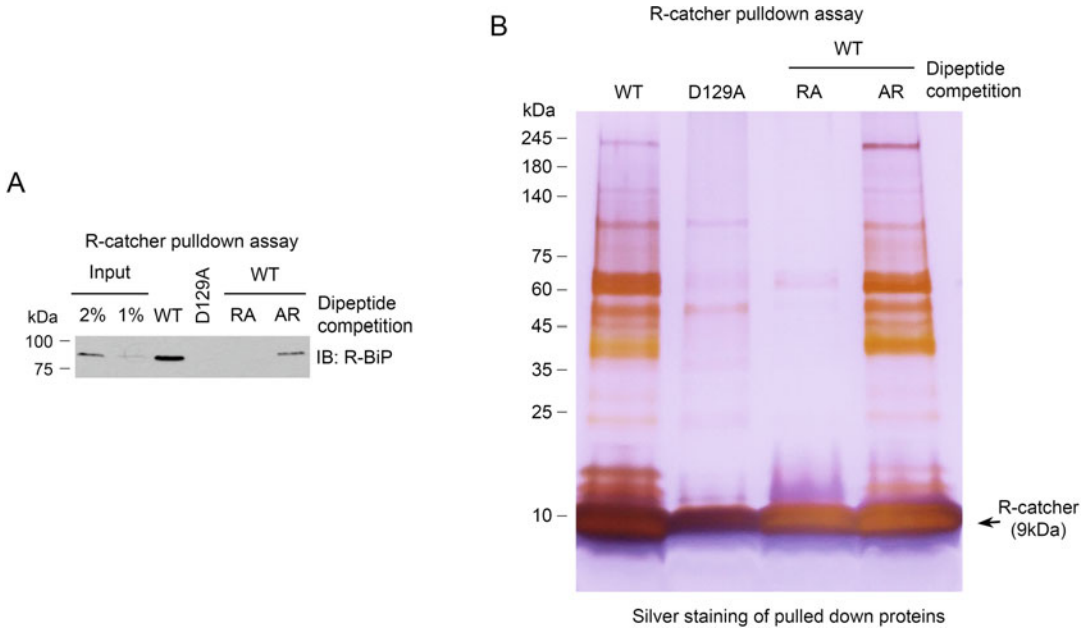 A
R-catcher pulldown assay
Input
WT
2%
1%
WT
D129A
RA
AR
Dipeptide
competition
kDa
100
75
IB: R-BiP
B
R-catcher pulldown assay
WT
Dipeptide
competition
WT
D129A
RA
AR
kDa
245
180
140
75
60
45
35
25
10
R-catcher
(9kDa)
Silver staining of pulled down proteins